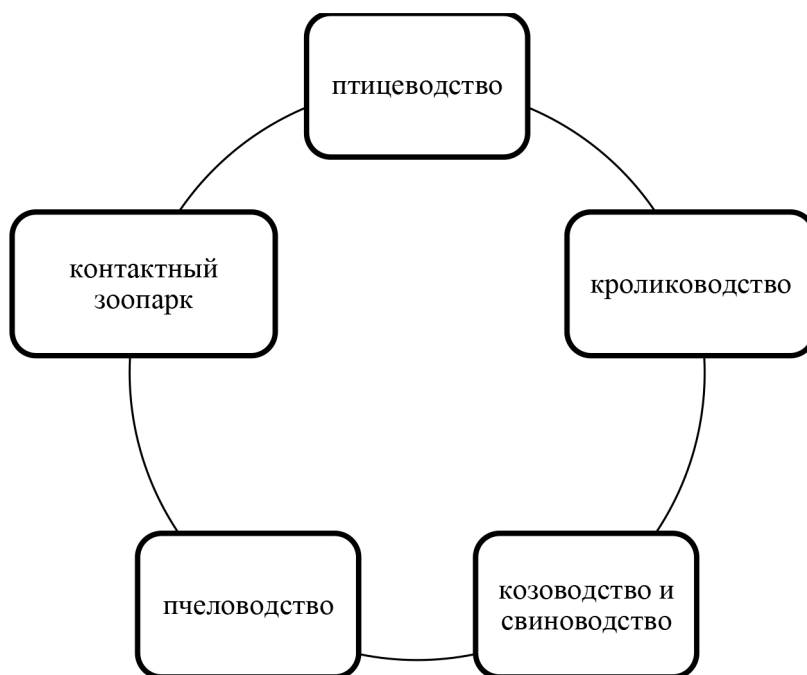 птицеводство
контактный
зоопарк
кролиководство
пчеловодство
козоводство и
свиноводство